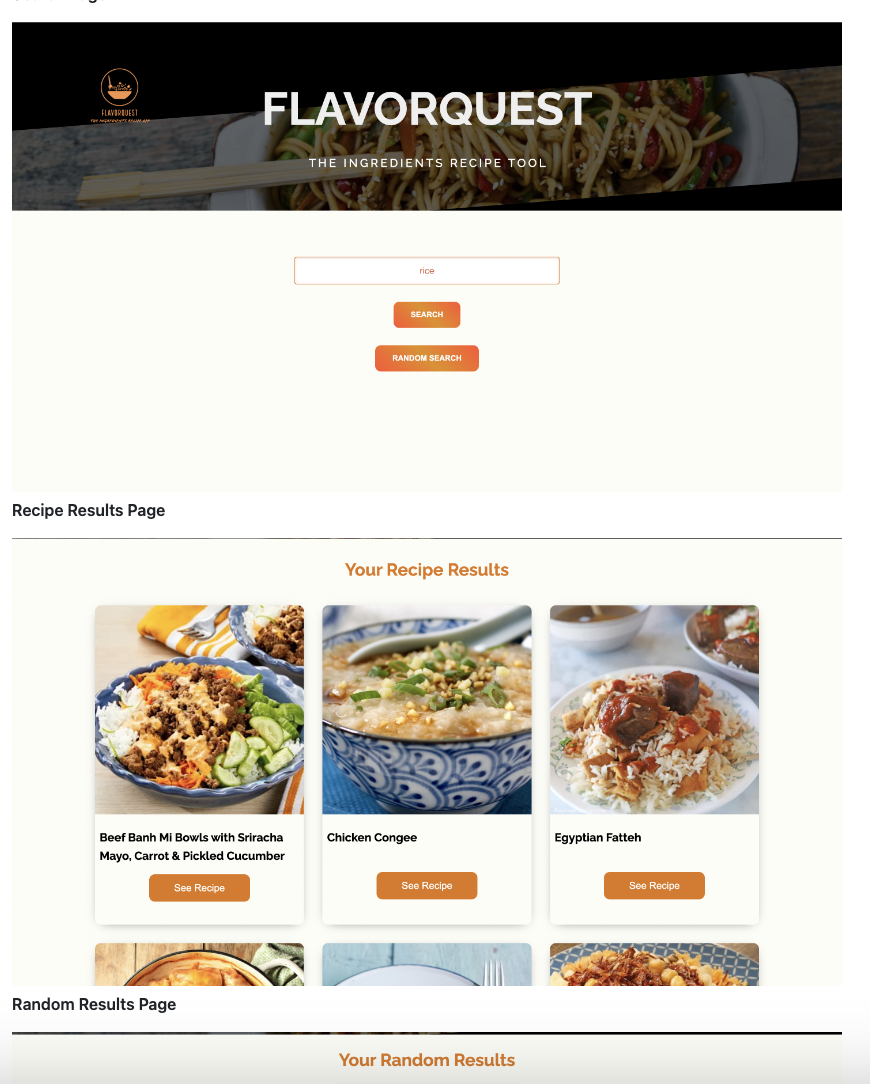 FLAVORQUEST
FLAVORQUEST
THE INGREDIENTS RECIPE TOOL
rice
SEARCH
RANDOM SEARCH
Recipe Results Page
Your Recipe Results
Beef Banh Mi Bowls with Sriracha
Mayo, Carrot & Pickled Cucumber
See Recipe
Chicken Congee
See Recipe
Egyptian Fatteh
See Recipe
Random Results Page
Your Random Results